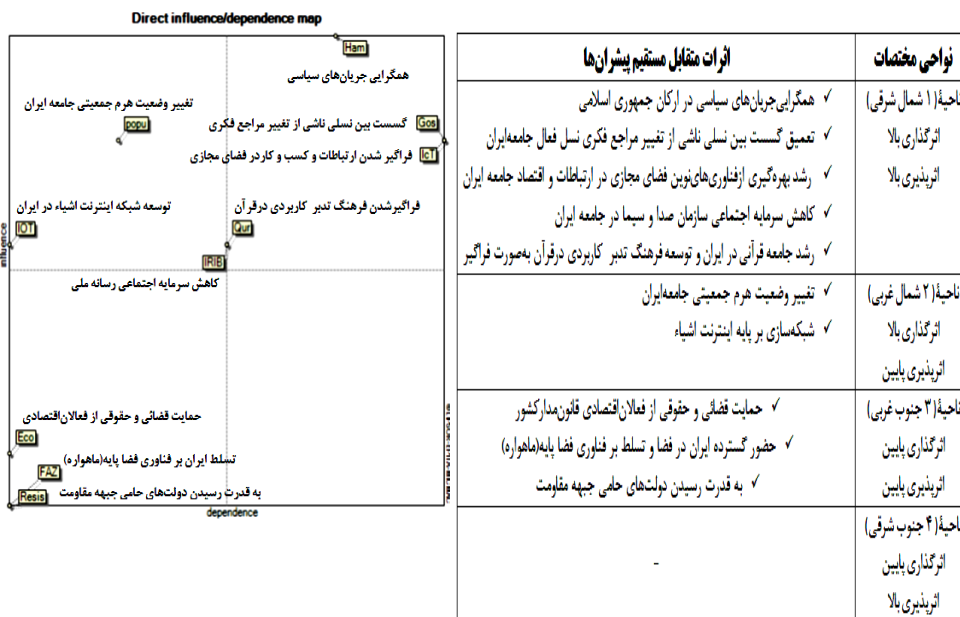 Direct influence/dependence map
Ham
همگرایی جریان‌های سیاسی
تغییر وضعیت هرم جمعیتی جامعه ایران
popu
گسست بین نسلی ناشی از تغییر مراجع فکری
Gos
فراگیر شدن ارتباطات و کسب و کاردر فضای مجازی
IcT
توسعه شبکه اینترنت اشیاء در ایران
IOT
فراگیرشدن فرهنگ تدبر کاربردی درقرآن
Qur
IRIB
کاهش سرمایه اجتماعی رسانه ملی
influence
حمایت قضائی و حقوقی از فعالان‌اقتصادی
Eco
تسلط ایران بر فناوری فضا پایه(ماهواره)
FAZ
به قدرت رسیدن دولت‌های حامی جبهه مقاومت
Resis
dependence
نواحی مختصات
اثرات متقابل مستقیم پیشران‌ها
ناحیهٔ(۱ شمال شرقی)
اثرگذاری بالا
اثرپذیری بالا
✓ همگرایی‌جریان‌های سیاسی در ارکان جمهوری اسلامی
✓ تعمیق گسست بین نسلی ناشی از تغییر مراجع فکری نسل فعال جامعه‌ایران
✓ رشد بهره‌گیری ازفناوری‌های‌نوین فضای مجازی در ارتباطات و اقتصاد جامعه ایران
✓ کاهش سرمایه اجتماعی سازمان صدا و سیما در جامعه ایران
✓ رشد جامعه قرآنی در ایران و توسعه فرهنگ تدبر کاربردی درقرآن به‌صورت فراگیر
ناحیهٔ(۲ شمال غربی)
اثرگذاری بالا
اثرپذیری پایین
✓ تغییر وضعیت هرم جمعیتی جامعه‌ایران
✓ شبکه‌سازی بر پایه اینترنت اشیاء
ناحیهٔ(۳ جنوب غربی)
اثرگذاری پایین
اثرپذیری پایین
✓ حمایت قضائی و حقوقی از فعالان‌اقتصادی قانون‌مدارکشور
✓ حضور گسترده ایران در فضا و تسلط بر فناوری فضا پایه(ماهواره)
✓ به قدرت رسیدن دولت‌های حامی جبهه مقاومت
ناحیهٔ(۴ جنوب شرقی)
اثرگذاری پایین
اثرپذیری بالا
-